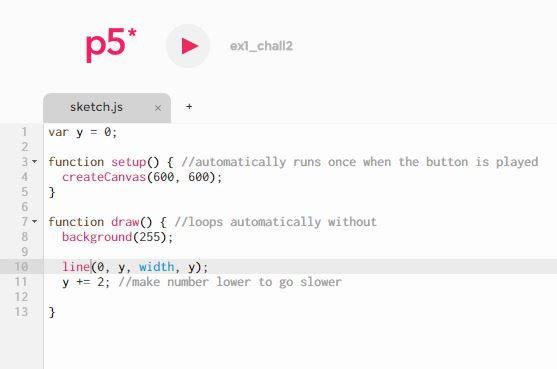 p5*
ex1_chall2
sketch.js × +
1 var y = 0;
2
3 function setup() { //automatically runs once when the button is played
4 createCanvas(600, 600);
5 }
6
7 function draw() { //loops automatically without
8 background(255);
9
10 line(0, y, width, y);
11 y += 2; //make number lower to go slower
12
13 }